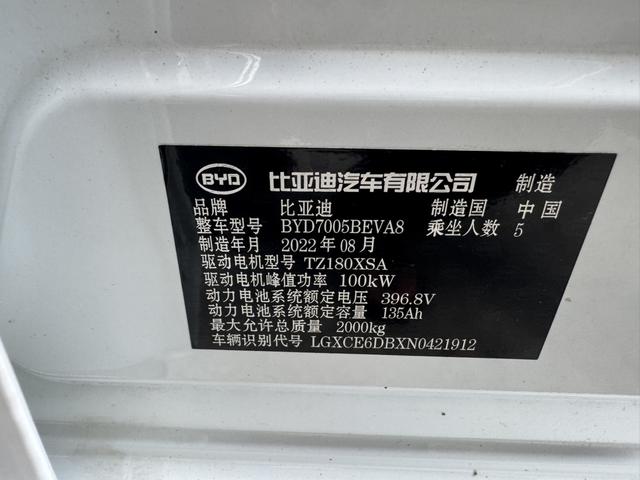 BYD 比亚迪汽车有限公司 制造
品牌 比亚迪 制造国 中国
整车型号 BYD7005BEVA8 乘坐人数 5
制造年月 2022年08月
驱动电机型号 TZ180XSA
驱动电机峰值功率 100kW
动力电池系统额定电压 396.8V
动力电池系统额定容量 135Ah
最大允许总质量 2000kg
车辆识别代号 LGXCE6DBXN0421912